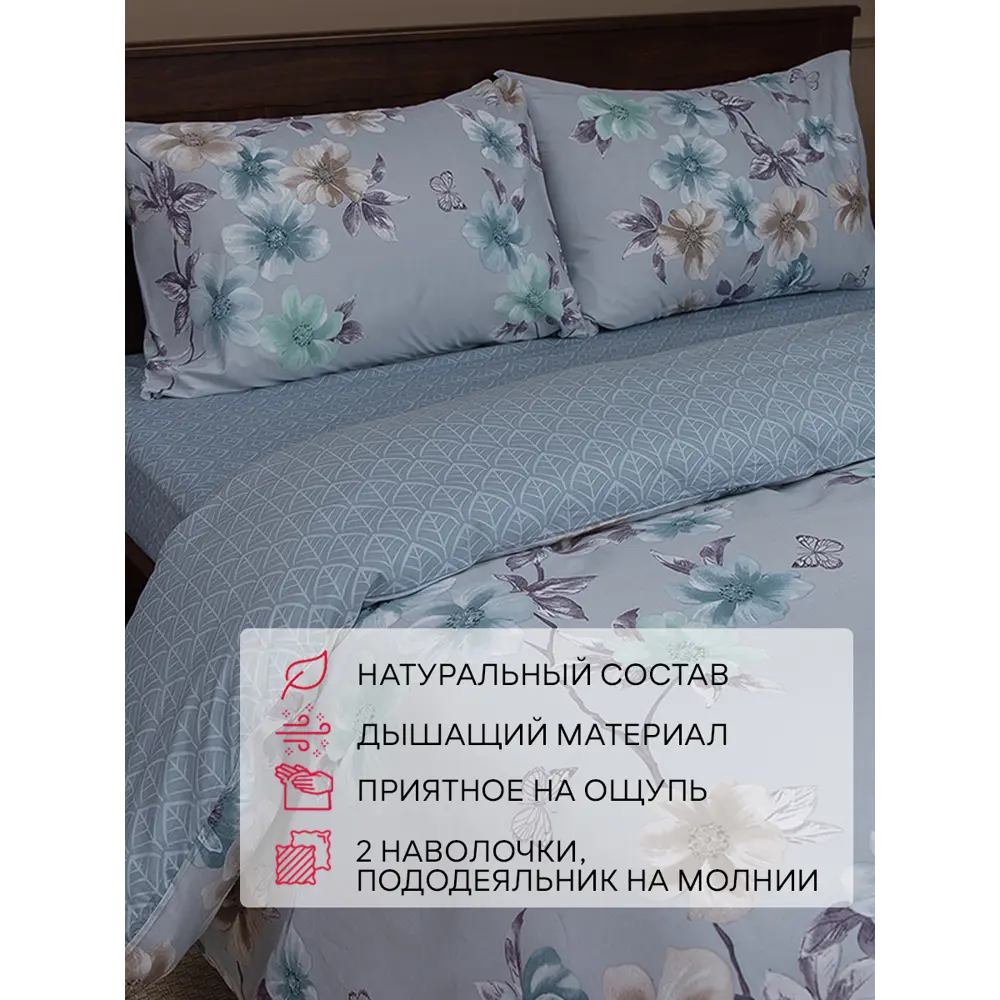 НАТУРАЛЬНЫЙ СОСТАВ
ДЫШАЩИЙ МАТЕРИАЛ
ПРИЯТНОЕ НА ОЩУПЬ
2 НАВОЛОЧКИ,
ПОДОДЕЯЛЬНИК НА МОЛНИИ